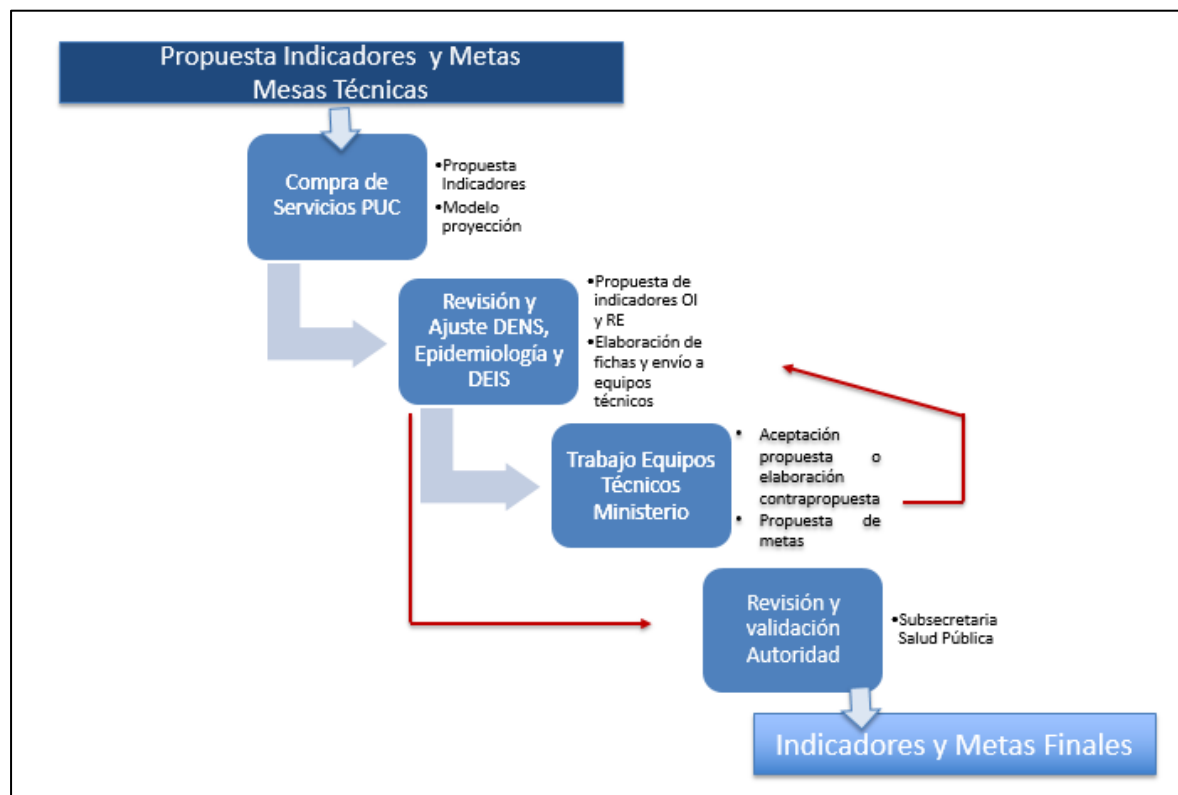 Propuesta Indicadores y Metas
Mesas Técnicas
Compra de
Servicios PUC
•Propuesta
Indicadores
•Modelo
proyección
Revisión y
Ajuste DENS,
Epidemiología y
DEIS
•Propuesta de
indicadores OI
y RE
•Elaboración de
fichas y envío a
equipos
técnicos
Trabajo Equipos
Técnicos
Ministerio
• Aceptación
propuesta o
elaboración
contrapropuesta
• Propuesta de
metas
Revisión y
validación
Autoridad
•Subsecretaria
Salud Pública
Indicadores y Metas Finales